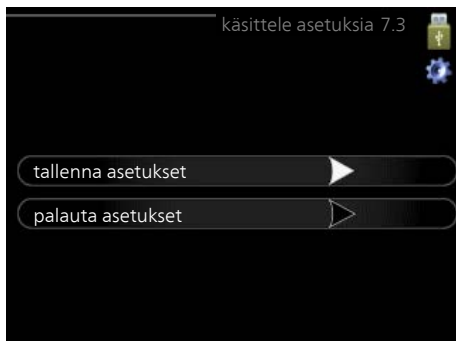 käsittele asetuksia 7.3
tallenna asetukset
palauta asetukset